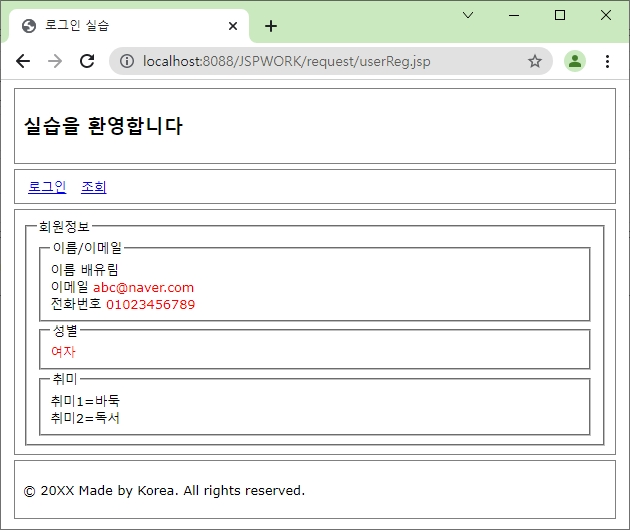 로그인 실습
localhost:8088/JSPWORK/request/userReg.jsp
실습을 환영합니다
로그인 조회
회원정보
이름/이메일
이름 배유림
이메일 abc@naver.com
전화번호 01023456789
성별
여자
취미
취미1=바둑
취미2=독서
© 20XX Made by Korea. All rights reserved.